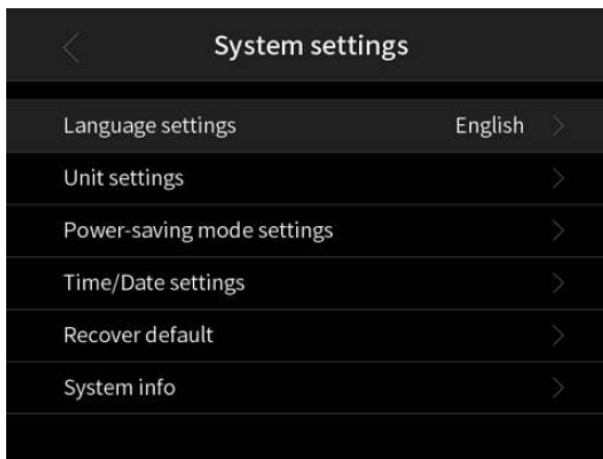 System settings
Language settings English
Unit settings
Power-saving mode settings
Time/Date settings
Recover default
System info